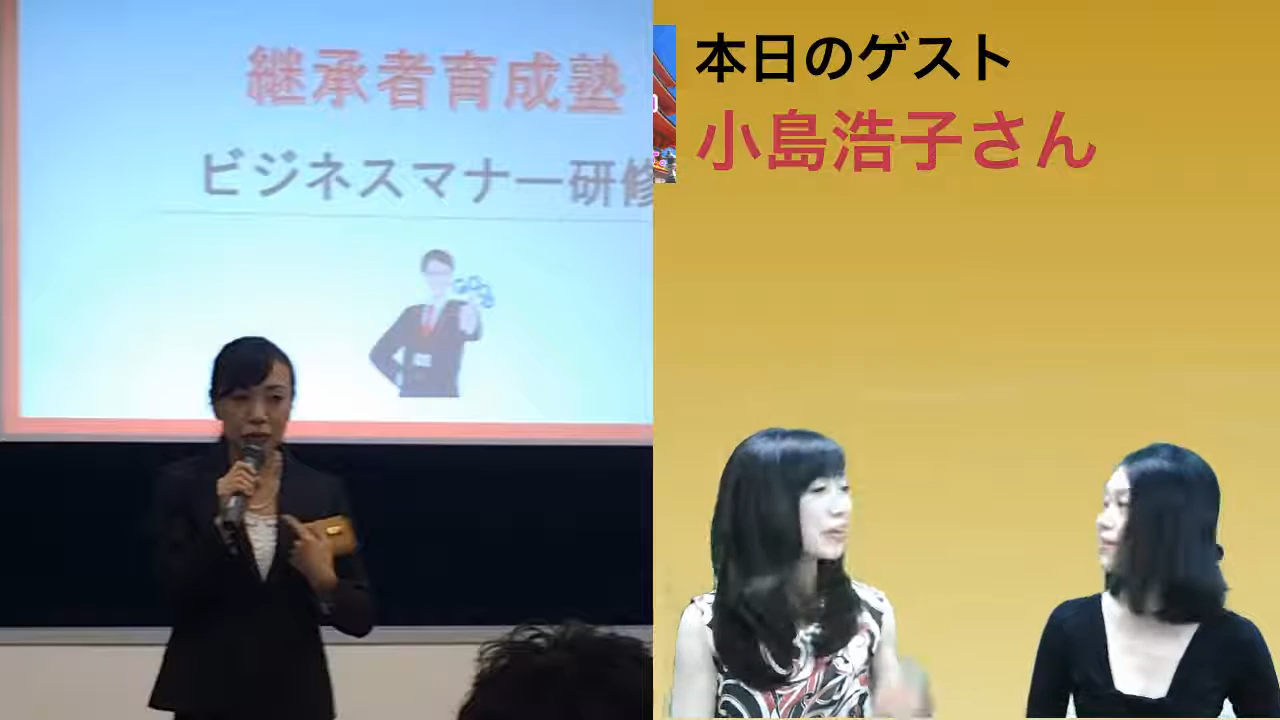 継承者育成塾
ビジネスマナー研修
本日のゲスト
小島浩子さん